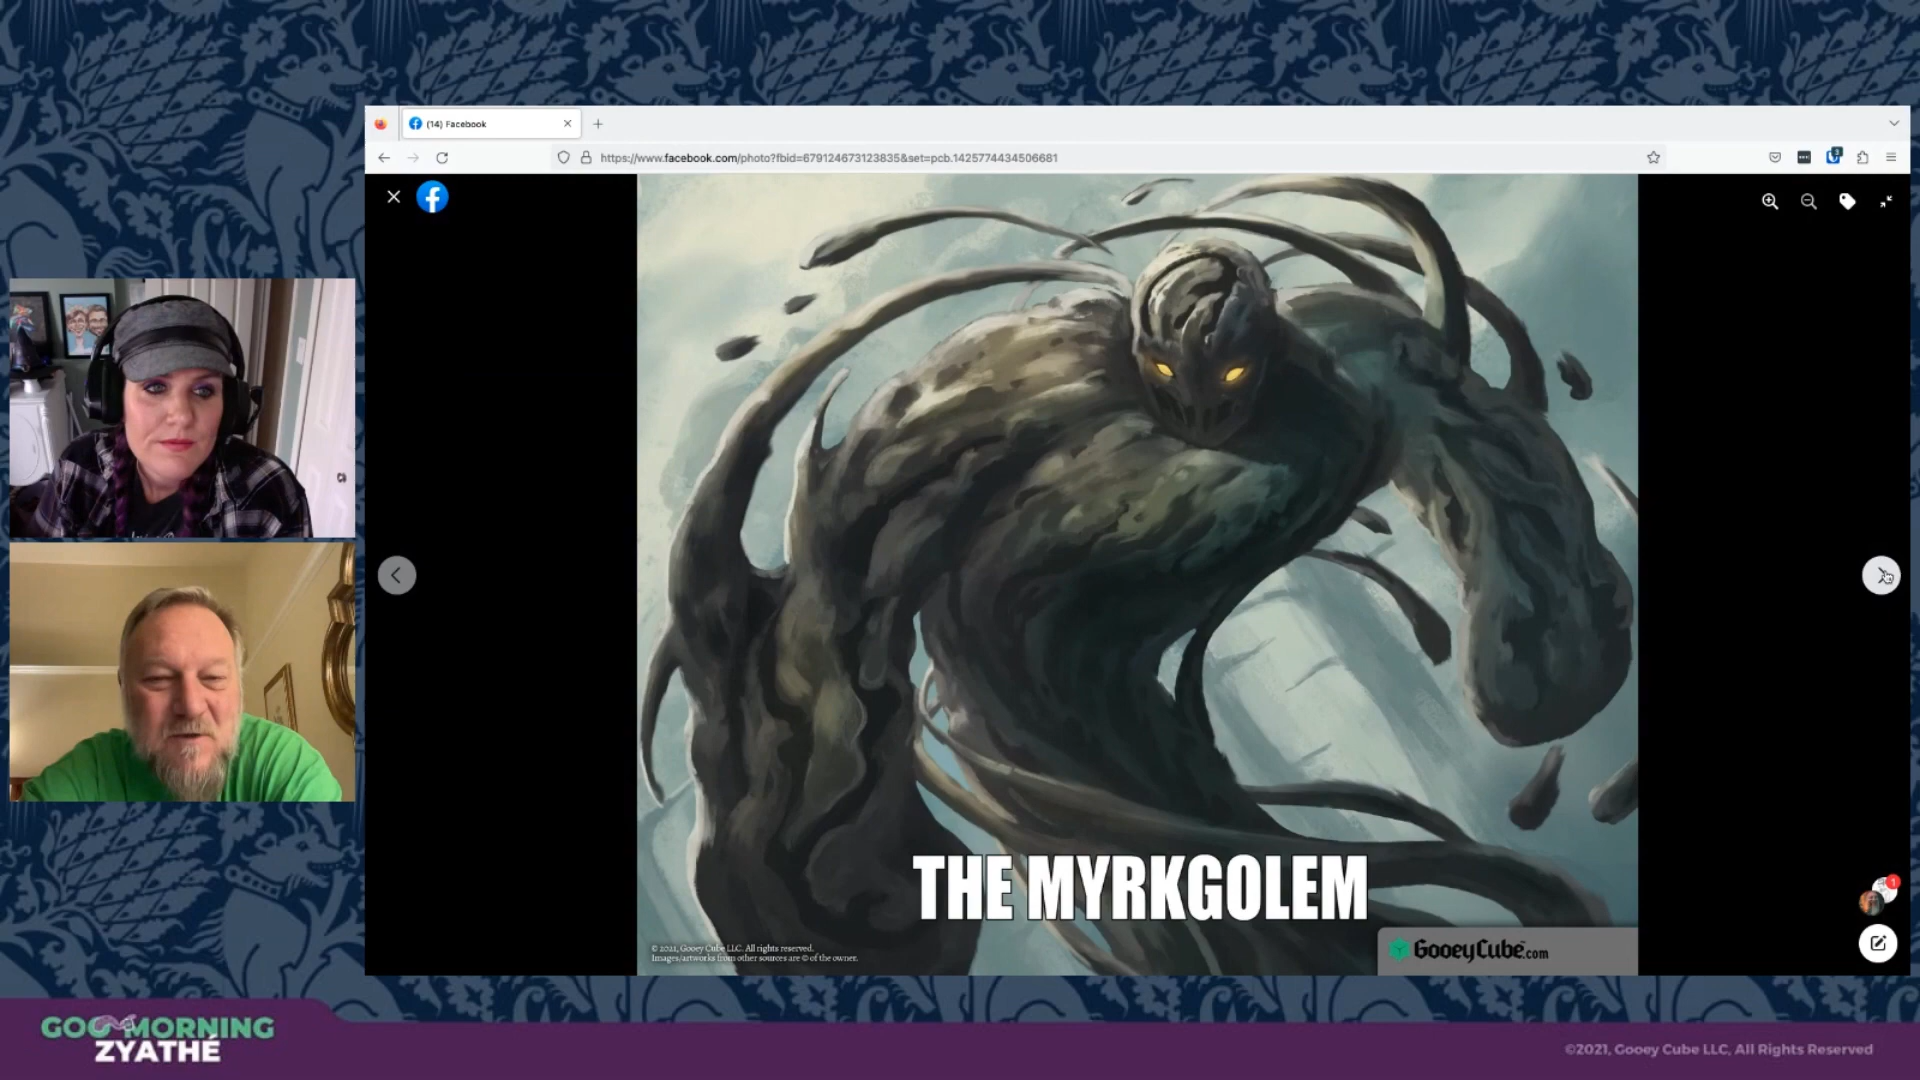 (14) Facebook
https://www.facebook.com/photo?fbid=679124673123835&set=pcb.1425774434506681
3
THE MYRKGOLEM
1
© 2021, Gooey Cube LLC. All rights reserved.
Images/artworks from other sources are © of the owner.
GooeyCube.com
MORNING
ZYATHÉ
©2021, Gooey Cube LLC, All Rights Reserved